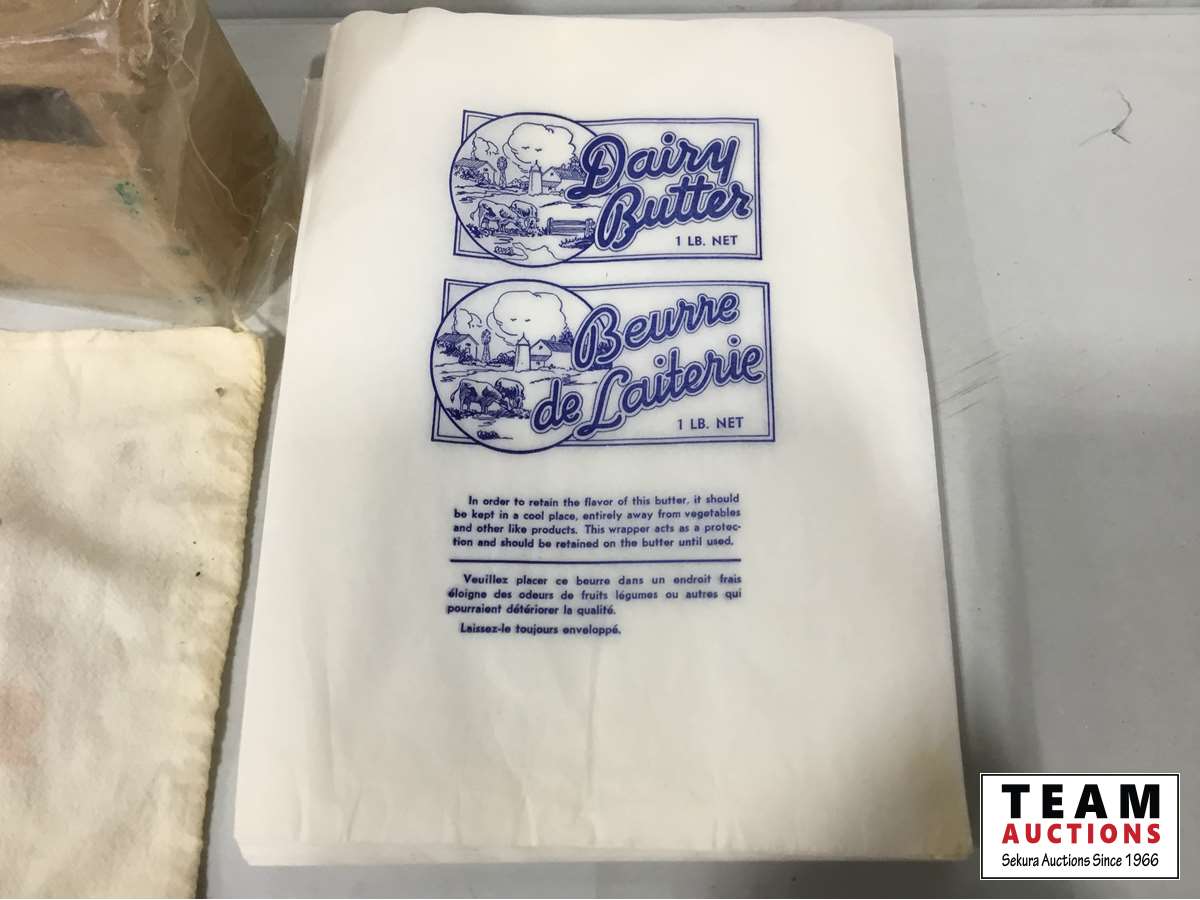 Dairy
Butter
1 LB. NET
Beurre
de Laiterie
1 LB. NET
In order to retain the flavor of this butter, it should
be kept in a cool place, entirely away from vegetables
and other like products. This wrapper acts as a protec-
tion and should be retained on the butter until used.
Veuillez placer ce beurre dans un endroit frais
éloigne des odeurs de fruits légumes ou autres qui
pourraient détériorer la qualité.
Laissez-le toujours enveloppé.
TEAM
AUCTIONS
Sekura Auctions Since 1966